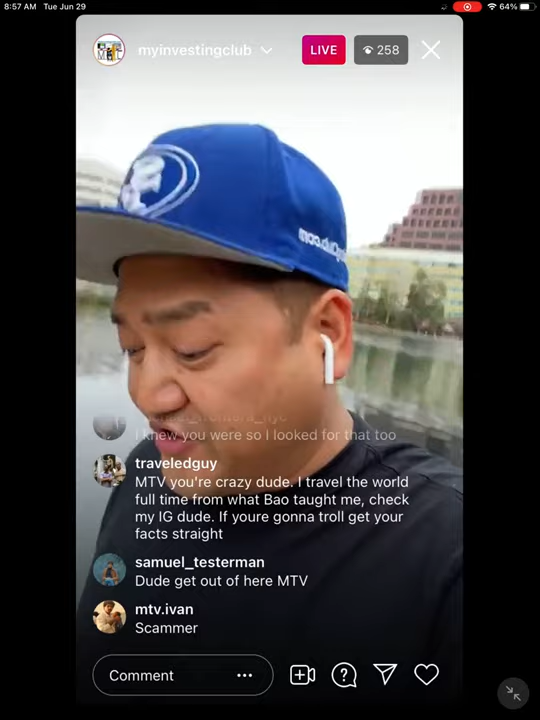 8:57 AM Tue Jun 29
64%
myinvestingclub
LIVE
258
I knew you were so I looked for that too
traveledguy
MTV you're crazy dude. I travel the world
full time from what Bao taught me, check
my IG dude. If youre gonna troll get your
facts straight
samuel_testerman
Dude get out of here MTV
mtv.ivan
Scammer
Comment